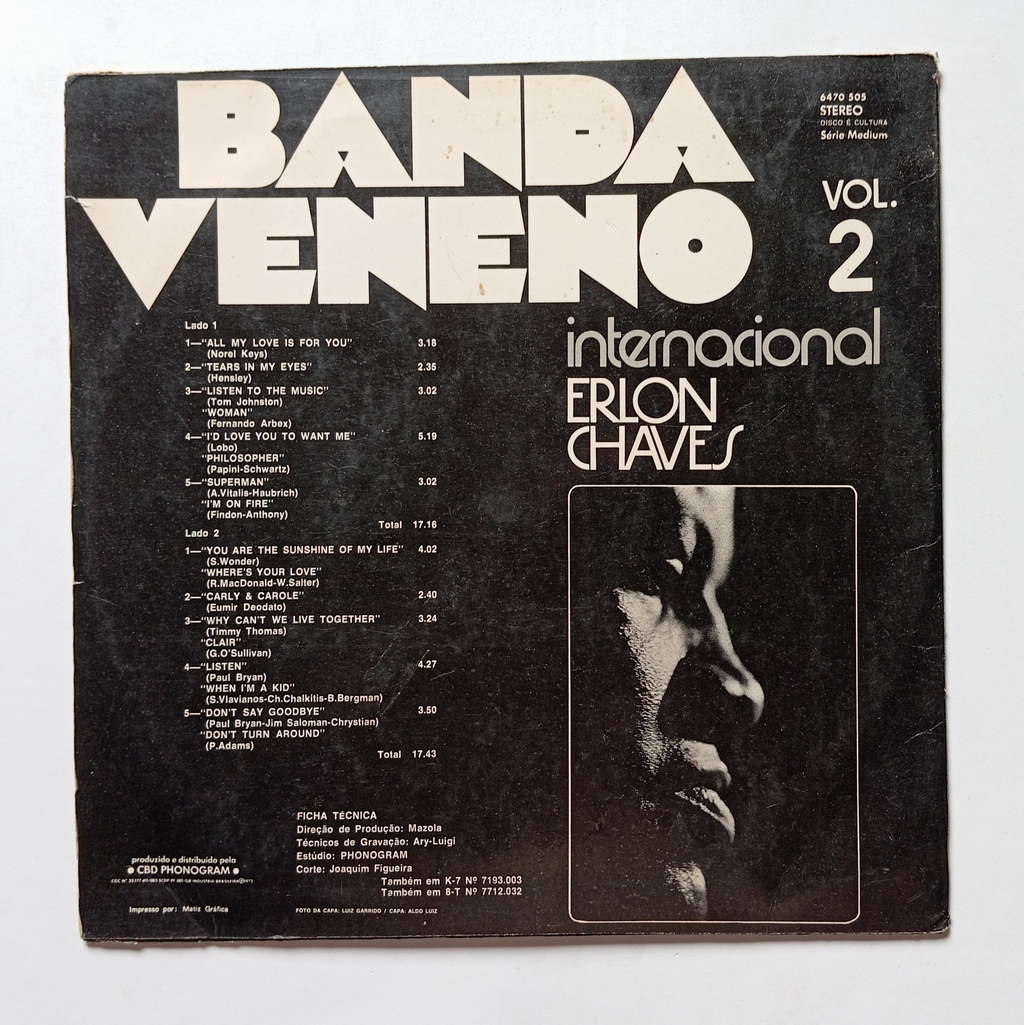 BANDA
VENENO
6470 505
STEREO
DISCO É CULTURA
Série Medium
VOL.
2
internacional
ERLON
CHAVES
Lado 1
1—"ALL MY LOVE IS FOR YOU" 3.18
(Norel Keys)
2—"TEARS IN MY EYES" 2.35
(Hensley)
3—"LISTEN TO THE MUSIC" 3.02
(Tom Johnston)
"WOMAN"
(Fernando Arbex)
4—"I'D LOVE YOU TO WANT ME" 5.19
(Lobo)
"PHILOSOPHER"
(Papini-Schwartz)
5—"SUPERMAN" 3.02
(A.Vitalis-Haubrich)
"I'M ON FIRE"
(Findon-Anthony)
Total 17.16
Lado 2
1—"YOU ARE THE SUNSHINE OF MY LIFE" 4.02
(S.Wonder)
"WHERE'S YOUR LOVE"
(R.MacDonald-W.Salter)
2—"CARLY & CAROLE" 2.40
(Eumir Deodato)
3—"WHY CAN'T WE LIVE TOGETHER" 3.24
(Timmy Thomas)
"CLAIR"
(G.O'Sullivan)
4—"LISTEN" 4.27
(Paul Bryan)
"WHEN I'M A KID"
(S.Vlavianos-Ch.Chalkitis-B.Bergman)
5—"DON'T SAY GOODBYE" 3.50
(Paul Bryan-Jim Saloman-Chrystian)
"DON'T TURN AROUND"
(P.Adams)
Total 17.43
FICHA TÉCNICA
Direção de Produção: Mazola
Técnicos de Gravação: Ary-Luigi
Estúdio: PHONOGRAM
Corte: Joaquim Figueira
Também em K-7 Nº 7193.003
Também em 8-T Nº 7712.032
produzido e distribuido pela
• CBD PHONOGRAM •
INDUSTRIA BRASILEIRA
Impresso por: Matiz Gráfica
FOTO DA CAPA: LUIZ GARRIDO / CAPA: ALDO LUIZ